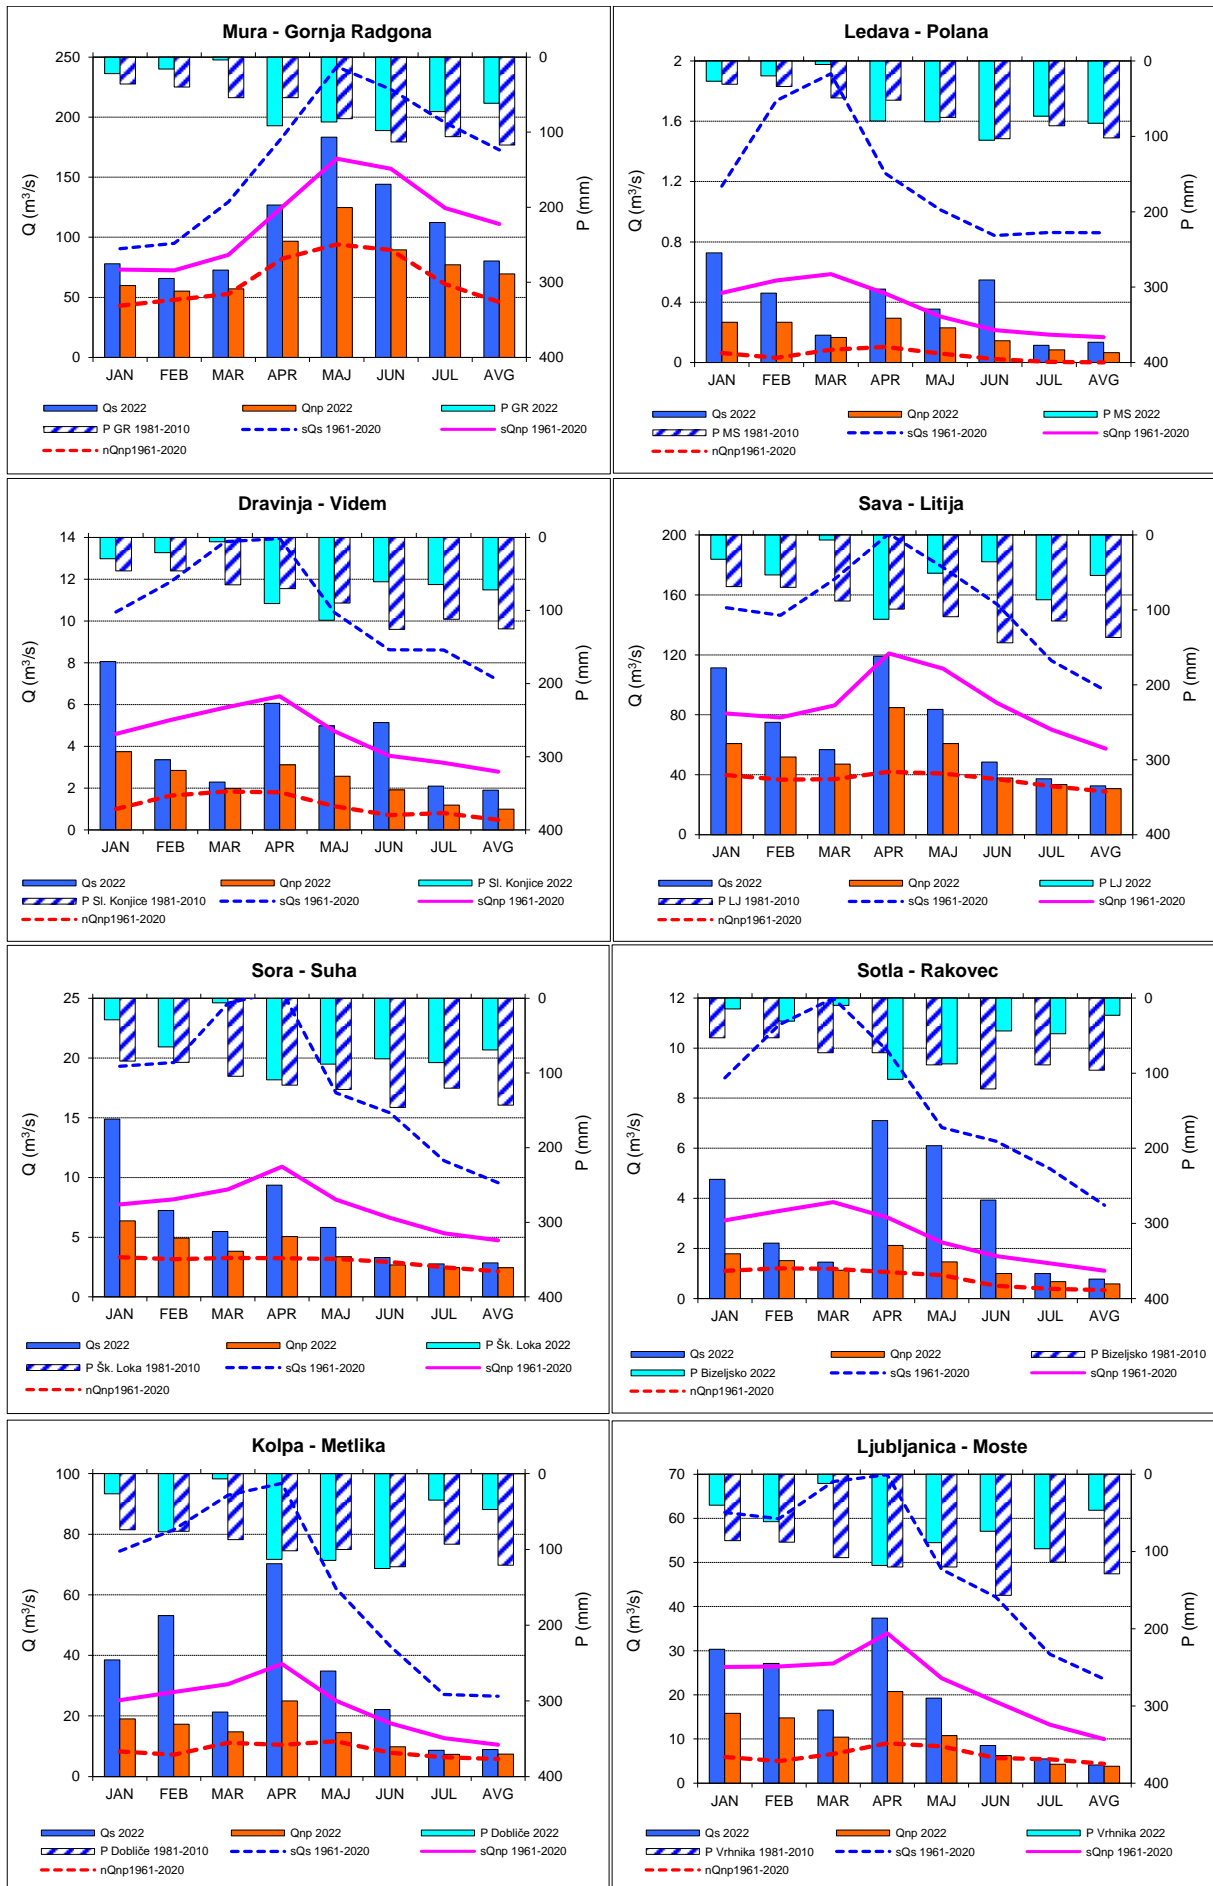 Mura - Gornja Radgona
250
200
150
100
50
0
0
100
200
300
400
Q (m³/s)
P (mm)
JAN FEB MAR APR MAJ JUN JUL AVG
Qs 2022 Qnp 2022 P GR 2022
P GR 1981-2010 sQs 1961-2020 sQnp 1961-2020
nQnp1961-2020
Ledava - Polana
2
1.6
1.2
0.8
0.4
0
0
100
200
300
400
Q (m³/s)
P (mm)
JAN FEB MAR APR MAJ JUN JUL AVG
Qs 2022 Qnp 2022 P MS 2022
P MS 1981-2010 sQs 1961-2020 sQnp 1961-2020
nQnp1961-2020
Dravinja - Videm
14
12
10
8
6
4
2
0
0
100
200
300
400
Q (m³/s)
P (mm)
JAN FEB MAR APR MAJ JUN JUL AVG
Qs 2022 Qnp 2022 P Sl. Konjice 2022
P Sl. Konjice 1981-2010 sQs 1961-2020 sQnp 1961-2020
nQnp1961-2020
Sava - Litija
200
160
120
80
40
0
0
100
200
300
400
Q (m³/s)
P (mm)
JAN FEB MAR APR MAJ JUN JUL AVG
Qs 2022 Qnp 2022 P LJ 2022
P LJ 1981-2010 sQs 1961-2020 sQnp 1961-2020
nQnp1961-2020
Sora - Suha
25
20
15
10
5
0
0
100
200
300
400
Q (m³/s)
P (mm)
JAN FEB MAR APR MAJ JUN JUL AVG
Qs 2022 Qnp 2022 P Šk. Loka 2022
P Šk. Loka 1981-2010 sQs 1961-2020 sQnp 1961-2020
nQnp1961-2020
Sotla - Rakovec
12
10
8
6
4
2
0
0
100
200
300
400
Q (m³/s)
P (mm)
JAN FEB MAR APR MAJ JUN JUL AVG
Qs 2022 Qnp 2022 P Bizeljsko 1981-2010
P Bizeljsko 2022 sQs 1961-2020 sQnp 1961-2020
nQnp1961-2020
Kolpa - Metlika
100
80
60
40
20
0
0
100
200
300
400
Q (m³/s)
P (mm)
JAN FEB MAR APR MAJ JUN JUL AVG
Qs 2022 Qnp 2022 P Dobliče 2022
P Dobliče 1981-2010 sQs 1961-2020 sQnp 1961-2020
nQnp1961-2020
Ljubljanica - Moste
70
60
50
40
30
20
10
0
0
100
200
300
400
Q (m³/s)
P (mm)
JAN FEB MAR APR MAJ JUN JUL AVG
Qs 2022 Qnp 2022 P Vrhnika 2022
P Vrhnika 1981-2010 sQs 1961-2020 sQnp 1961-2020
nQnp1961-2020